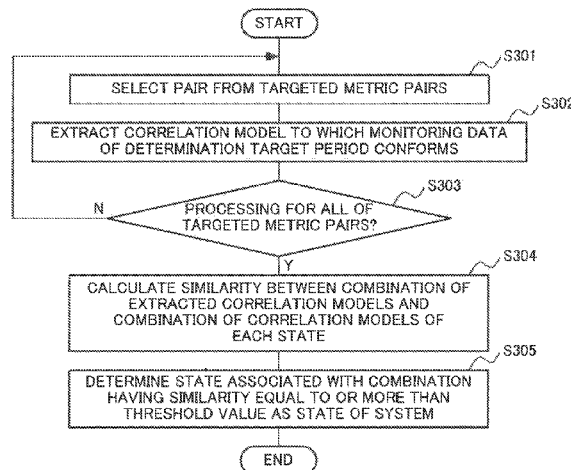 START
S301
SELECT PAIR FROM TARGETED METRIC PAIRS
S302
EXTRACT CORRELATION MODEL TO WHICH MONITORING DATA
OF DETERMINATION TARGET PERIOD CONFORMS
S303
N
PROCESSING FOR ALL OF
TARGETED METRIC PAIRS?
Y
S304
CALCULATE SIMILARITY BETWEEN COMBINATION OF
EXTRACTED CORRELATION MODELS AND
COMBINATION OF CORRELATION MODELS OF
EACH STATE
S305
DETERMINE STATE ASSOCIATED WITH COMBINATION
HAVING SIMILARITY EQUAL TO OR MORE THAN
THRESHOLD VALUE AS STATE OF SYSTEM
END